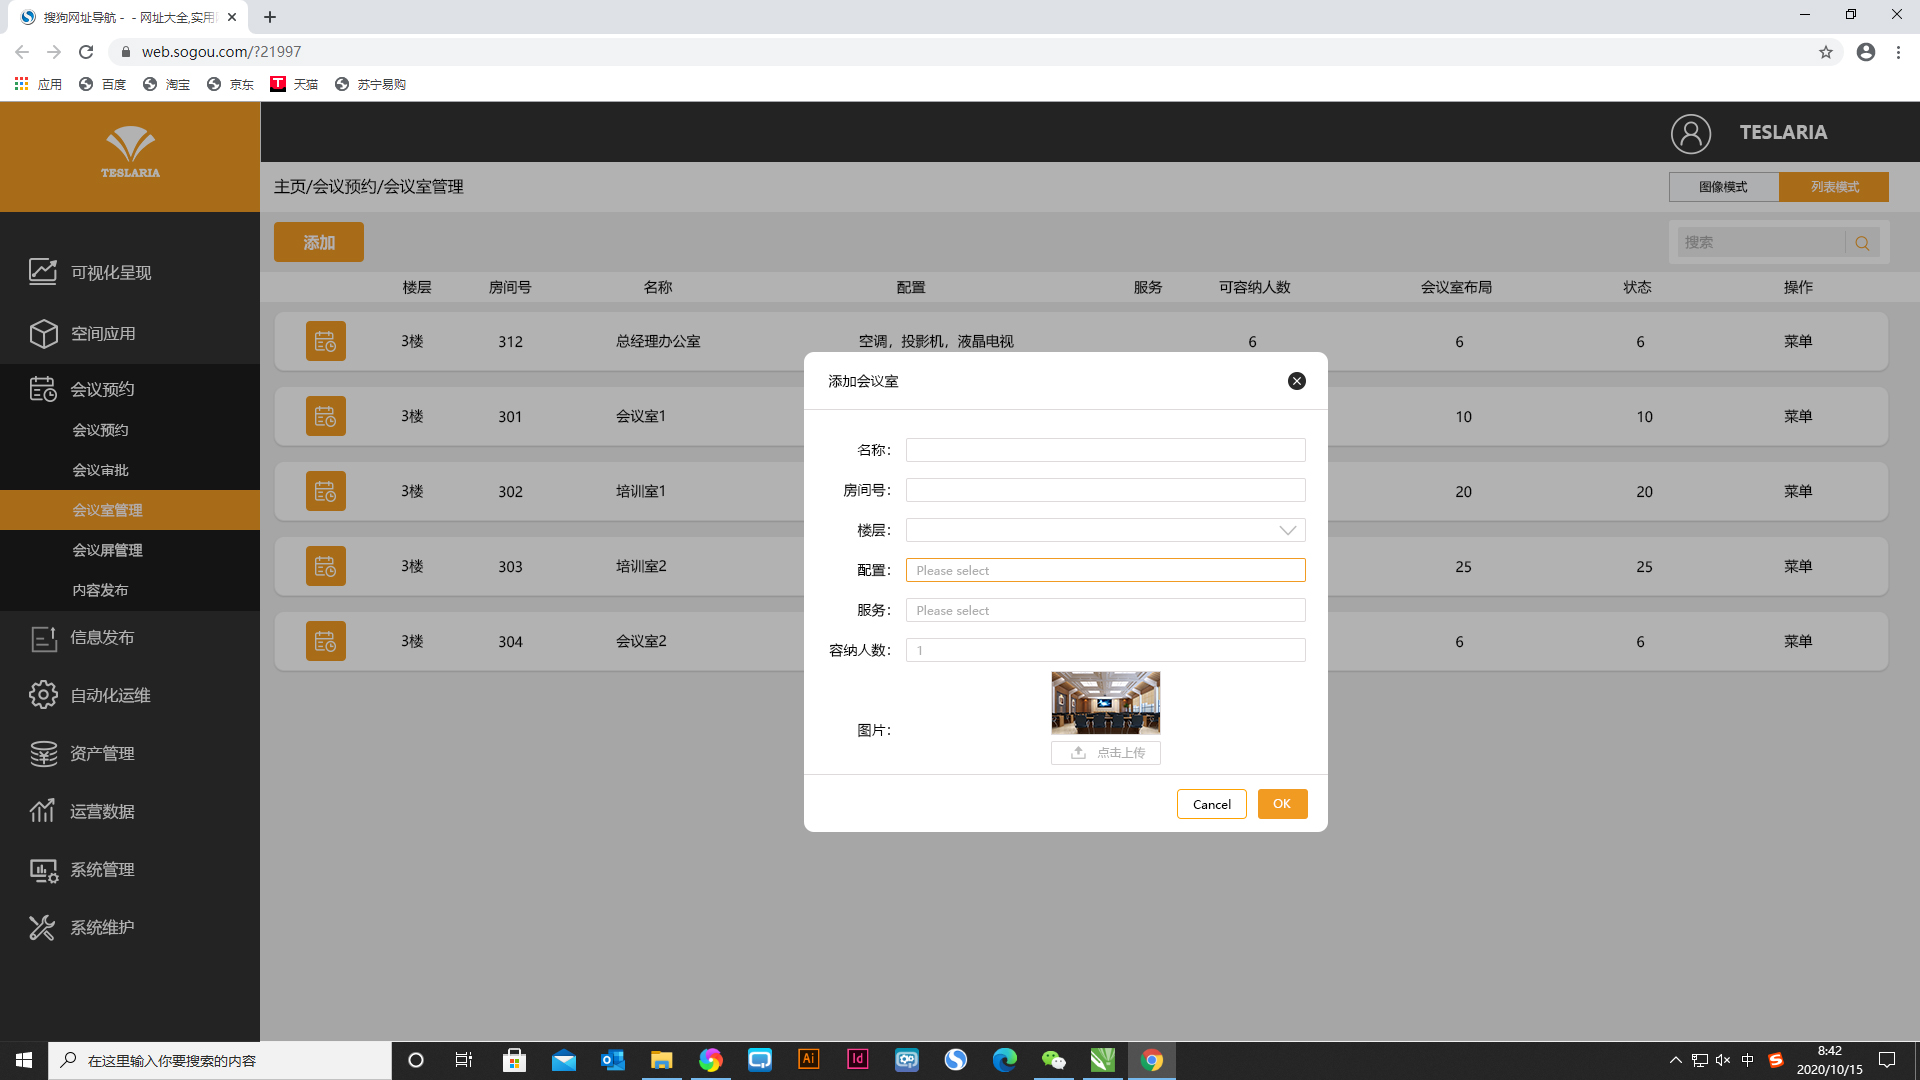 搜狗网址导航 - - 网址大全,实用
web.sogou.com/?21997
应用 百度 淘宝 京东 T 天猫 苏宁易购
TESLARIA
TESLARIA
主页/会议预约/会议室管理
图像模式 列表模式
添加
搜索
可视化呈现
空间应用
会议预约
会议预约
会议审批
会议室管理
会议屏管理
内容发布
信息发布
自动化运维
资产管理
运营数据
系统管理
系统维护
楼层 房间号 名称 配置 服务 可容纳人数 会议室布局 状态 操作
3楼 312 总经理办公室 空调，投影机，液晶电视 6 6 6 菜单
3楼 301 会议室1 10 10 菜单
3楼 302 培训室1 20 20 菜单
3楼 303 培训室2 25 25 菜单
3楼 304 会议室2 6 6 菜单
添加会议室
名称：
房间号：
楼层：
配置： Please select
服务： Please select
容纳人数： 1
图片：
点击上传
Cancel OK
在这里输入你要搜索的内容
Ai
Id
中
8:42
2020/10/15